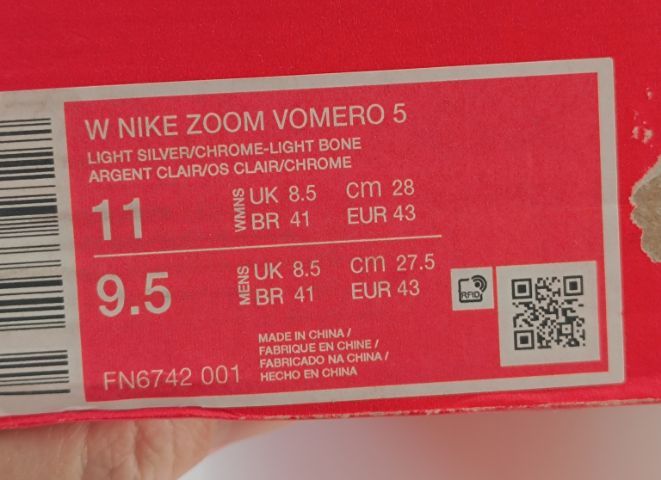 W NIKE ZOOM VOMERO 5
LIGHT SILVER/CHROME-LIGHT BONE
ARGENT CLAIR/OS CLAIR/CHROME
11 WMNS UK 8.5 cm 28
BR 41 EUR 43
9.5 MENS UK 8.5 cm 27.5
BR 41 EUR 43
RFID
MADE IN CHINA /
FABRIQUE EN CHINE /
FABRICADO NA CHINA /
FN6742 001 HECHO EN CHINA